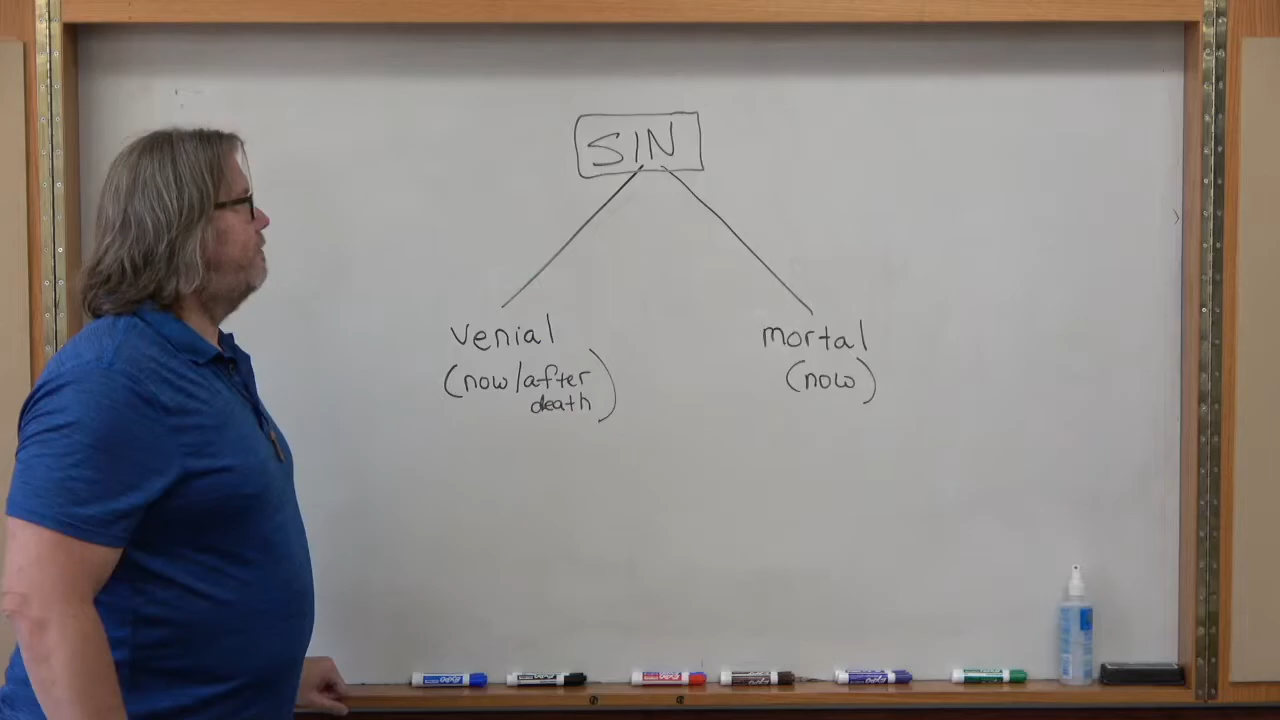 SIN
venial
mortal
(now/after
death)
(now)